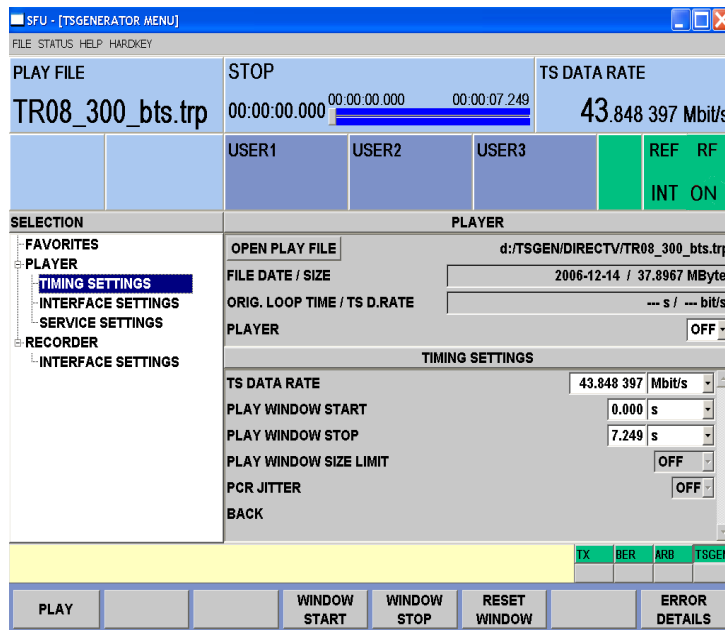 SFU - [TSGENERATOR MENU]
FILE STATUS HELP HARDKEY
PLAY FILE
TR08_300_bts.trp
STOP
00:00:00.000 00:00:00.000 00:00:07.249
TS DATA RATE
43.848 397 Mbit/s
USER1 USER2 USER3
REF RF
INT ON
SELECTION
FAVORITES
PLAYER
TIMING SETTINGS
INTERFACE SETTINGS
SERVICE SETTINGS
RECORDER
INTERFACE SETTINGS
PLAYER
OPEN PLAY FILE d:/TSGEN/DIRECTV/TR08_300_bts.trp
FILE DATE / SIZE 2006-12-14 / 37.8967 MByte
ORIG. LOOP TIME / TS D.RATE --- s / --- bit/s
PLAYER OFF
TIMING SETTINGS
TS DATA RATE 43.848 397 Mbit/s
PLAY WINDOW START 0.000 s
PLAY WINDOW STOP 7.249 s
PLAY WINDOW SIZE LIMIT OFF
PCR JITTER OFF
BACK
TX BER ARB TSGEN
PLAY
WINDOW START
WINDOW STOP
RESET WINDOW
ERROR DETAILS